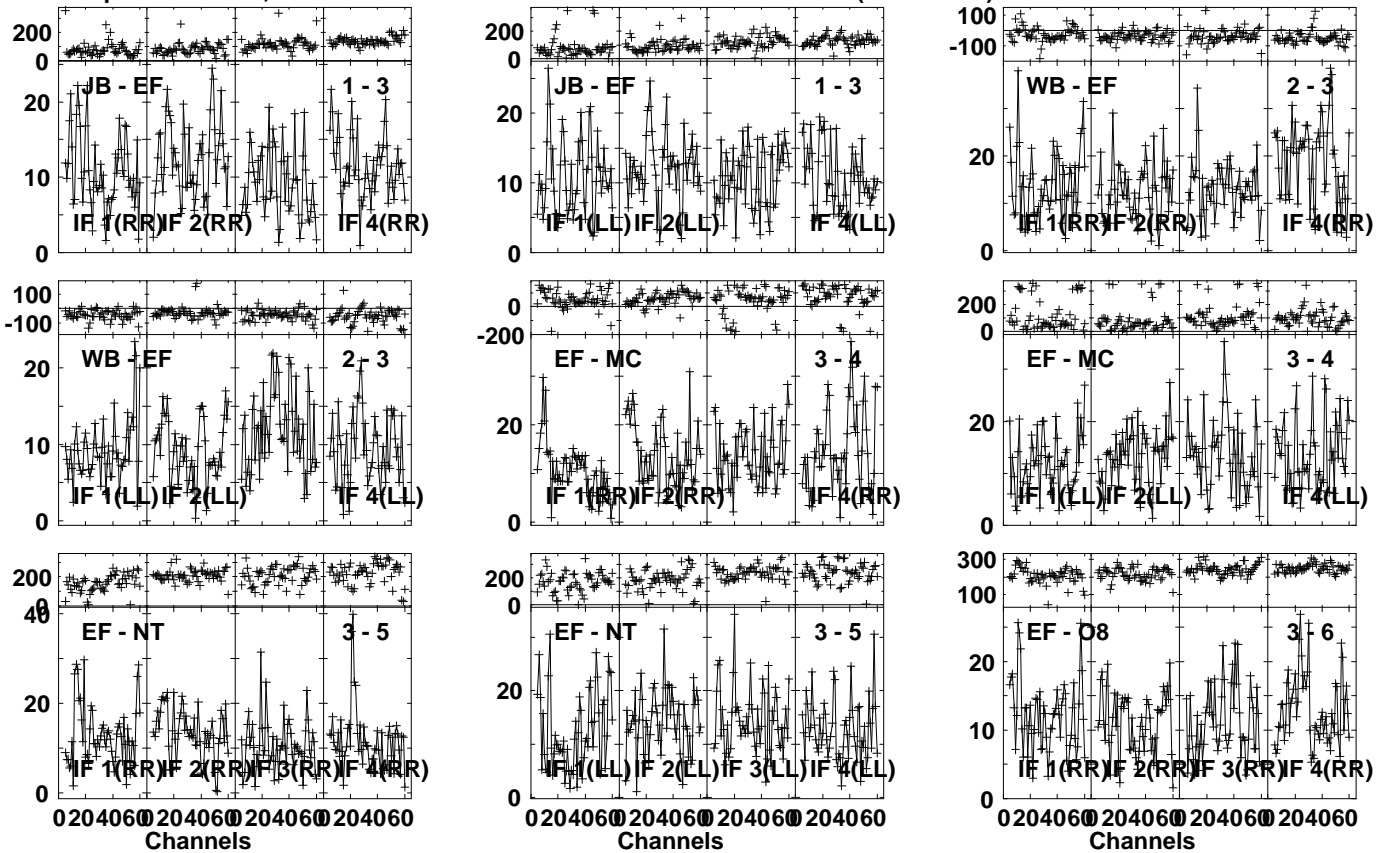 200
0
JB - EF
1 - 3
20
10
0
IF 1(RR)
IF 2(RR)
IF 4(RR)
200
0
JB - EF
1 - 3
20
10
0
IF 1(LL)
IF 2(LL)
IF 4(LL)
100
-100
WB - EF
2 - 3
20
0
IF 1(RR)
IF 2(RR)
IF 4(RR)
100
-100
WB - EF
2 - 3
20
10
0
IF 1(LL)
IF 2(LL)
IF 4(LL)
0
-200
EF - MC
3 - 4
20
0
IF 1(RR)
IF 2(RR)
IF 4(RR)
200
0
EF - MC
3 - 4
20
0
IF 1(LL)
IF 2(LL)
IF 4(LL)
200
0
40
EF - NT
3 - 5
20
0
IF 1(RR)
IF 2(RR)
IF 3(RR)
IF 4(RR)
0 20 40 60 0 20 40 60 0 20 40 60 0 20 40 60
Channels
200
0
EF - NT
3 - 5
20
0
IF 1(LL)
IF 2(LL)
IF 3(LL)
IF 4(LL)
0 20 40 60 0 20 40 60 0 20 40 60 0 20 40 60
Channels
300
100
EF - O8
3 - 6
20
10
0
IF 1(RR)
IF 2(RR)
IF 3(RR)
IF 4(RR)
0 20 40 60 0 20 40 60 0 20 40 60 0 20 40 60
Channels